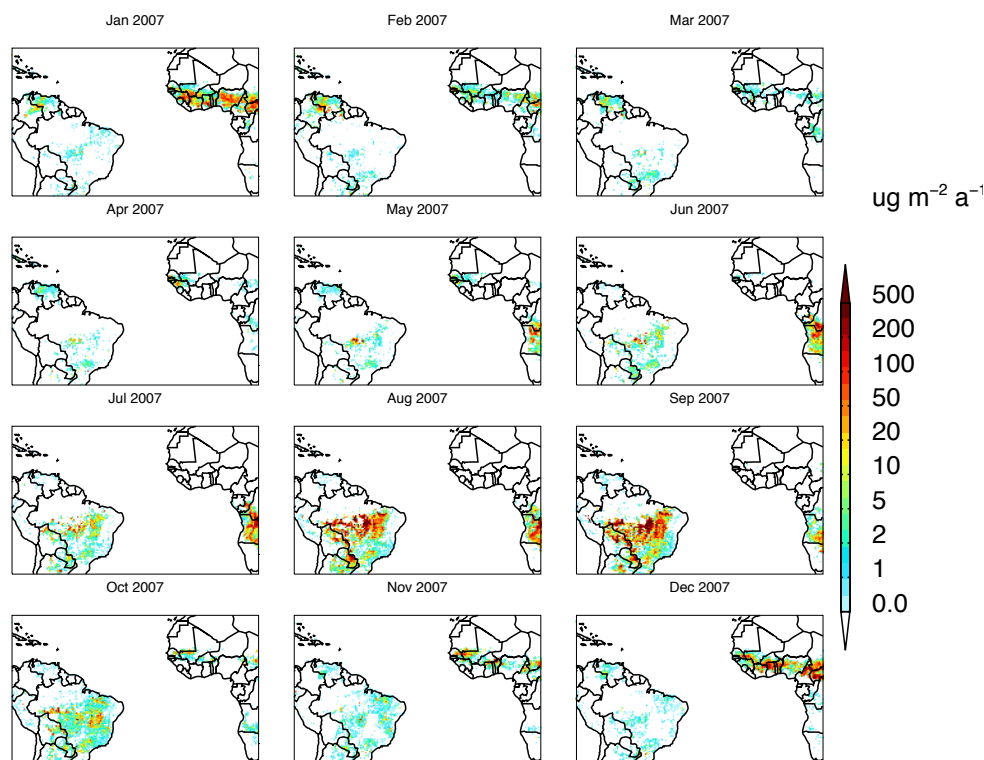 Jan 2007
Feb 2007
Mar 2007
Apr 2007
May 2007
Jun 2007
Jul 2007
Aug 2007
Sep 2007
Oct 2007
Nov 2007
Dec 2007
ug m⁻² a⁻¹
500
200
100
50
20
10
5
2
1
0.0